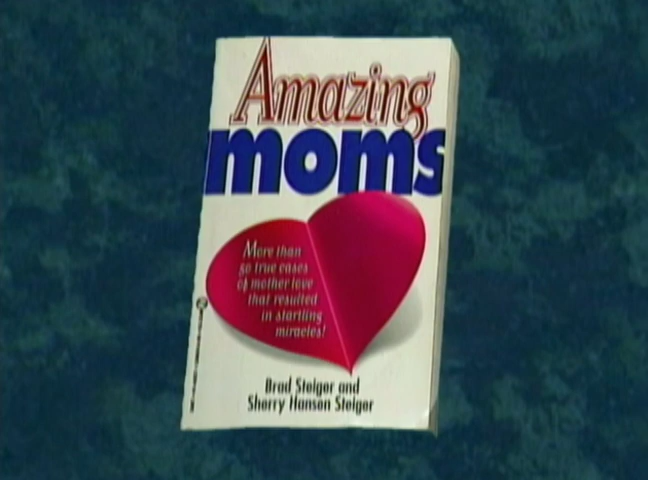 Amazing
moms
More than
50 true cases
of mother love
that resulted
in startling
miracles!
Brad Steiger and
Sherry Hansen Steiger